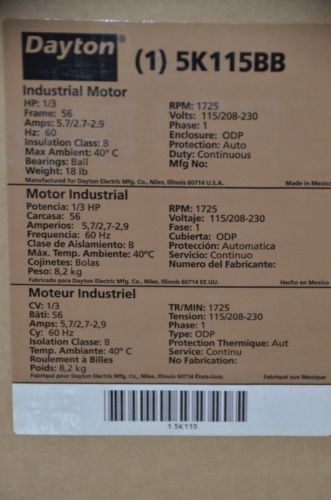 Dayton (1) 5K115BB
Industrial Motor
HP: 1/3 RPM: 1725
Frame: 56 Volts: 115/208-230
Amps: 5.7/2.7-2.9 Phase: 1
Hz: 60 Enclosure: ODP
Insulation Class: B Protection: Auto
Max Ambient: 40º C Duty: Continuous
Bearings: Ball Mfg No:
Weight: 18 lb
Manufactured for Dayton Electric Mfg. Co., Niles, Illinois 60714 U.S.A. Made in Mexico
Motor Industrial
Potencia: 1/3 HP RPM: 1725
Carcasa: 56 Voltaje: 115/208-230
Amperios: 5,7/2,7-2,9 Fase: 1
Frequencia: 60 Hz Cubierta: ODP
Clase de Aislamiento: B Protección: Automatica
Máx. Temp. Ambiente: 40ºC Servicio: Continuo
Cojinetes: Bolas Numero del Fabricante:
Peso: 8,2 kg
Fabricado para Dayton Electric Mfg. Co., Niles, Illinois 60714 EE.UU. Hecho en Mexico
Moteur Industriel
CV: 1/3 TR/MIN: 1725
Bâti: 56 Tension: 115/208-230
Amps: 5,7/2,7-2,9 Phase: 1
Cy: 60 Hz Type: ODP
Isolation Classe: B Protection Thermique: Aut
Temp. Ambiante: 40º C Service: Continu
Roulement à Billes No Fabrication:
Poids: 8,2 kg
Fabriqué pour Dayton Electric Mfg. Co., Niles, Illinois 60714 États-Unis Fabriqué aux Mexique
1 5K115